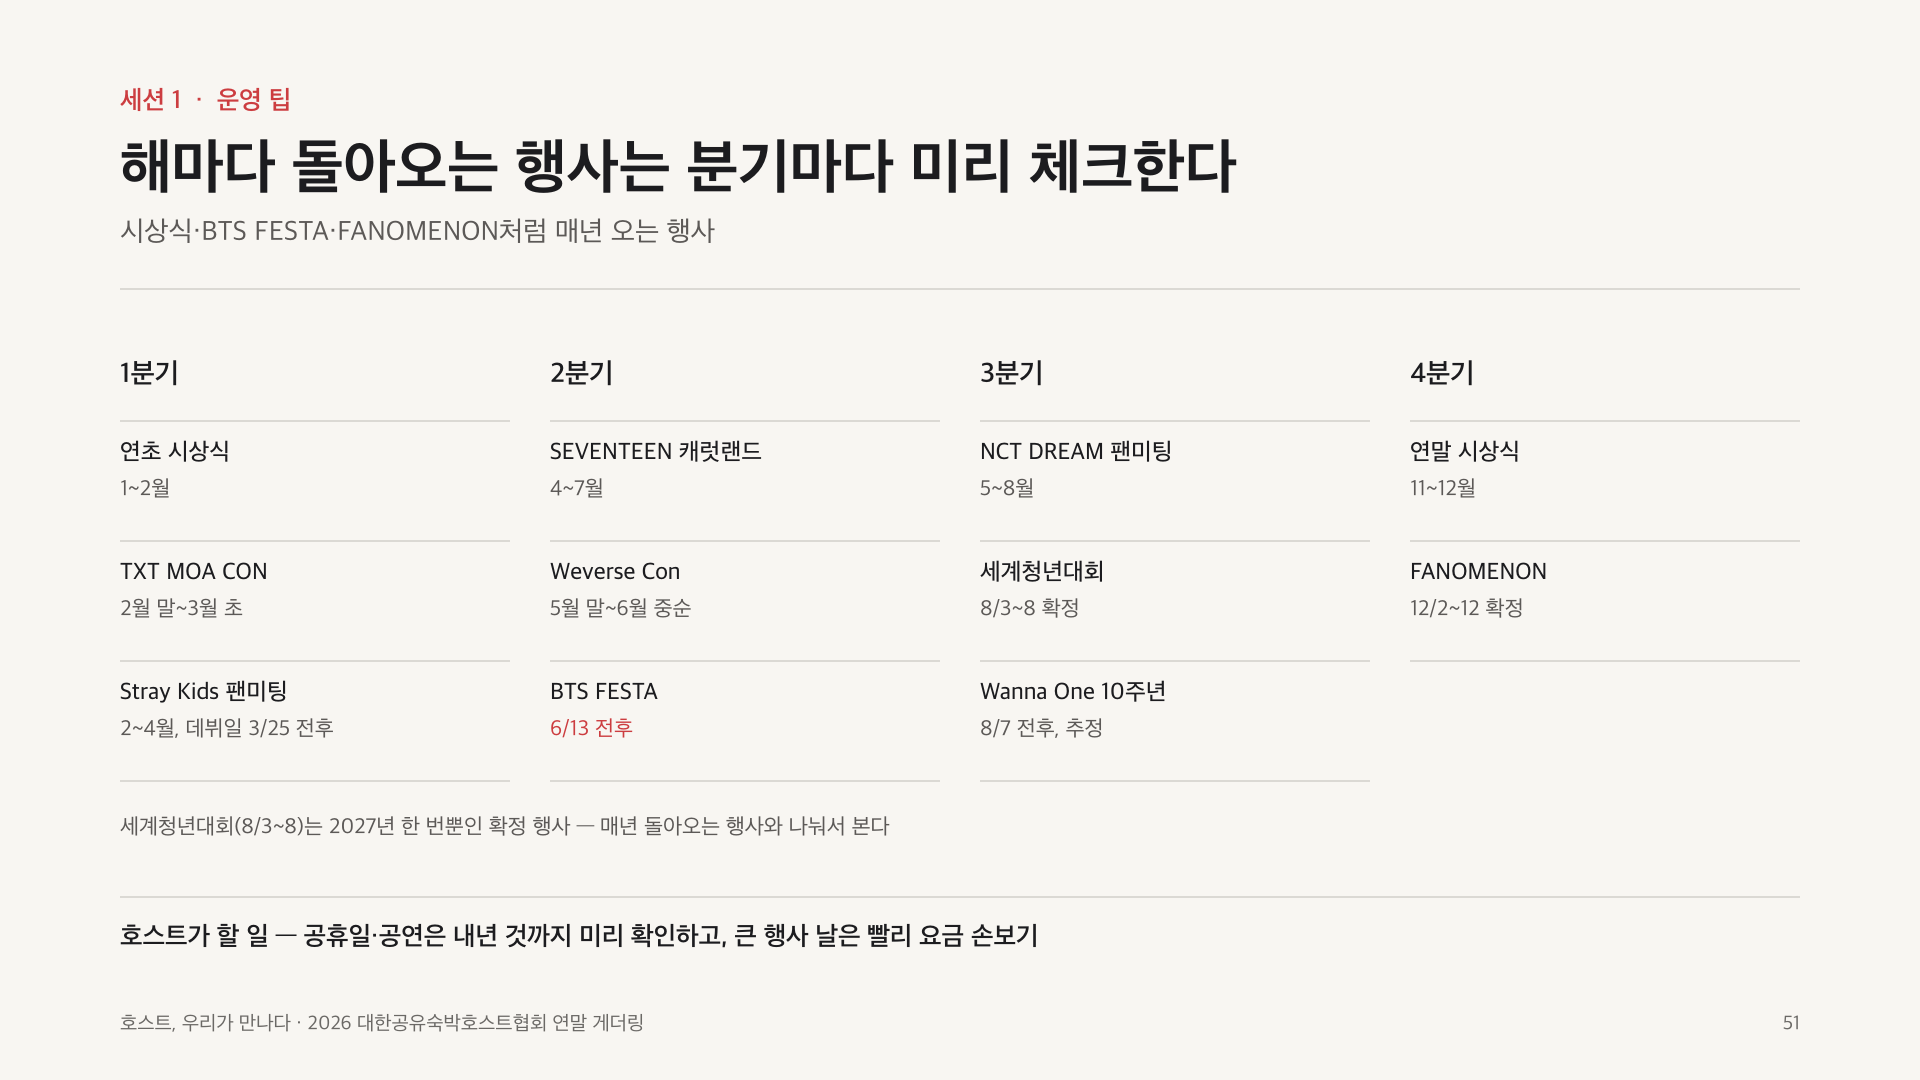 세션 1 · 운영 팁
해마다 돌아오는 행사는 분기마다 미리 체크한다
시상식·BTS FESTA·FANOMENON처럼 매년 오는 행사
1분기
연초 시상식
1~2월
TXT MOA CON
2월 말~3월 초
Stray Kids 팬미팅
2~4월, 데뷔일 3/25 전후
2분기
SEVENTEEN 캐럿랜드
4~7월
Weverse Con
5월 말~6월 중순
BTS FESTA
6/13 전후
3분기
NCT DREAM 팬미팅
5~8월
세계청년대회
8/3~8 확정
Wanna One 10주년
8/7 전후, 추정
4분기
연말 시상식
11~12월
FANOMENON
12/2~12 확정
세계청년대회(8/3~8)는 2027년 한 번뿐인 확정 행사 — 매년 돌아오는 행사와 나눠서 본다
호스트가 할 일 — 공휴일·공연은 내년 것까지 미리 확인하고, 큰 행사 날은 빨리 요금 손보기
호스트, 우리가 만나다 · 2026 대한공유숙박호스트협회 연말 게더링
51